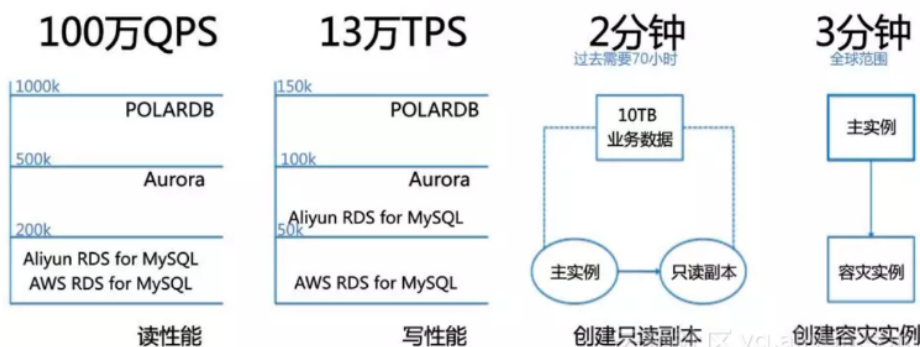 100万QPS
1000k
POLARDB
500k
Aurora
200k
Aliyun RDS for MySQL
AWS RDS for MySQL
读性能
13万TPS
150k
POLARDB
100k
Aurora
Aliyun RDS for MySQL
50k
AWS RDS for MySQL
写性能
2分钟
过去需要70小时
10TB
业务数据
主实例
只读副本
创建只读副本
3分钟
全球范围
主实例
容灾实例
创建容灾实例